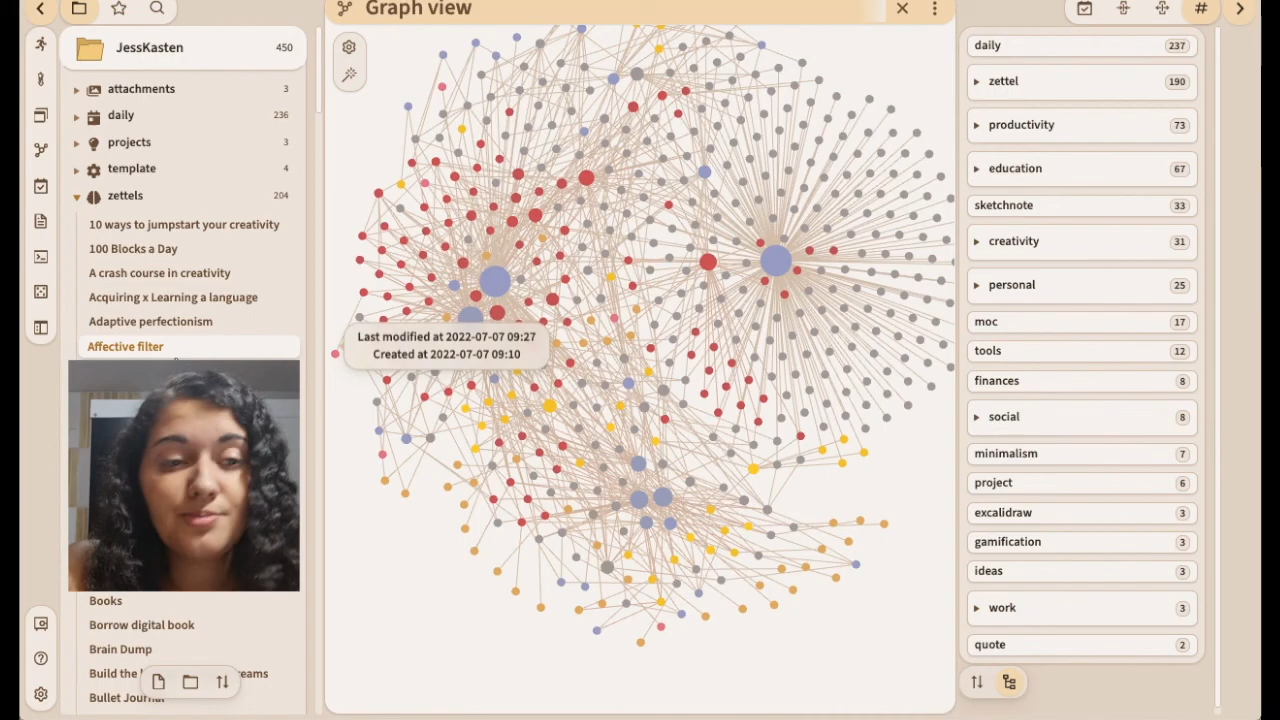 Graph view
JessKasten 450
attachments 3
daily 236
projects 3
template 4
zettels 204
10 ways to jumpstart your creativity
100 Blocks a Day
A crash course in creativity
Acquiring x Learning a language
Adaptive perfectionism
Affective filter
Books
Borrow digital book
Brain Dump
Build the
Bullet Journal
Last modified at 2022-07-07 09:27
Created at 2022-07-07 09:10
daily 237
zettel 190
productivity 73
education 67
sketchnote 33
creativity 31
personal 25
moc 17
tools 12
finances 8
social 8
minimalism 7
project 6
excalidraw 3
gamification 3
ideas 3
work 3
quote 2